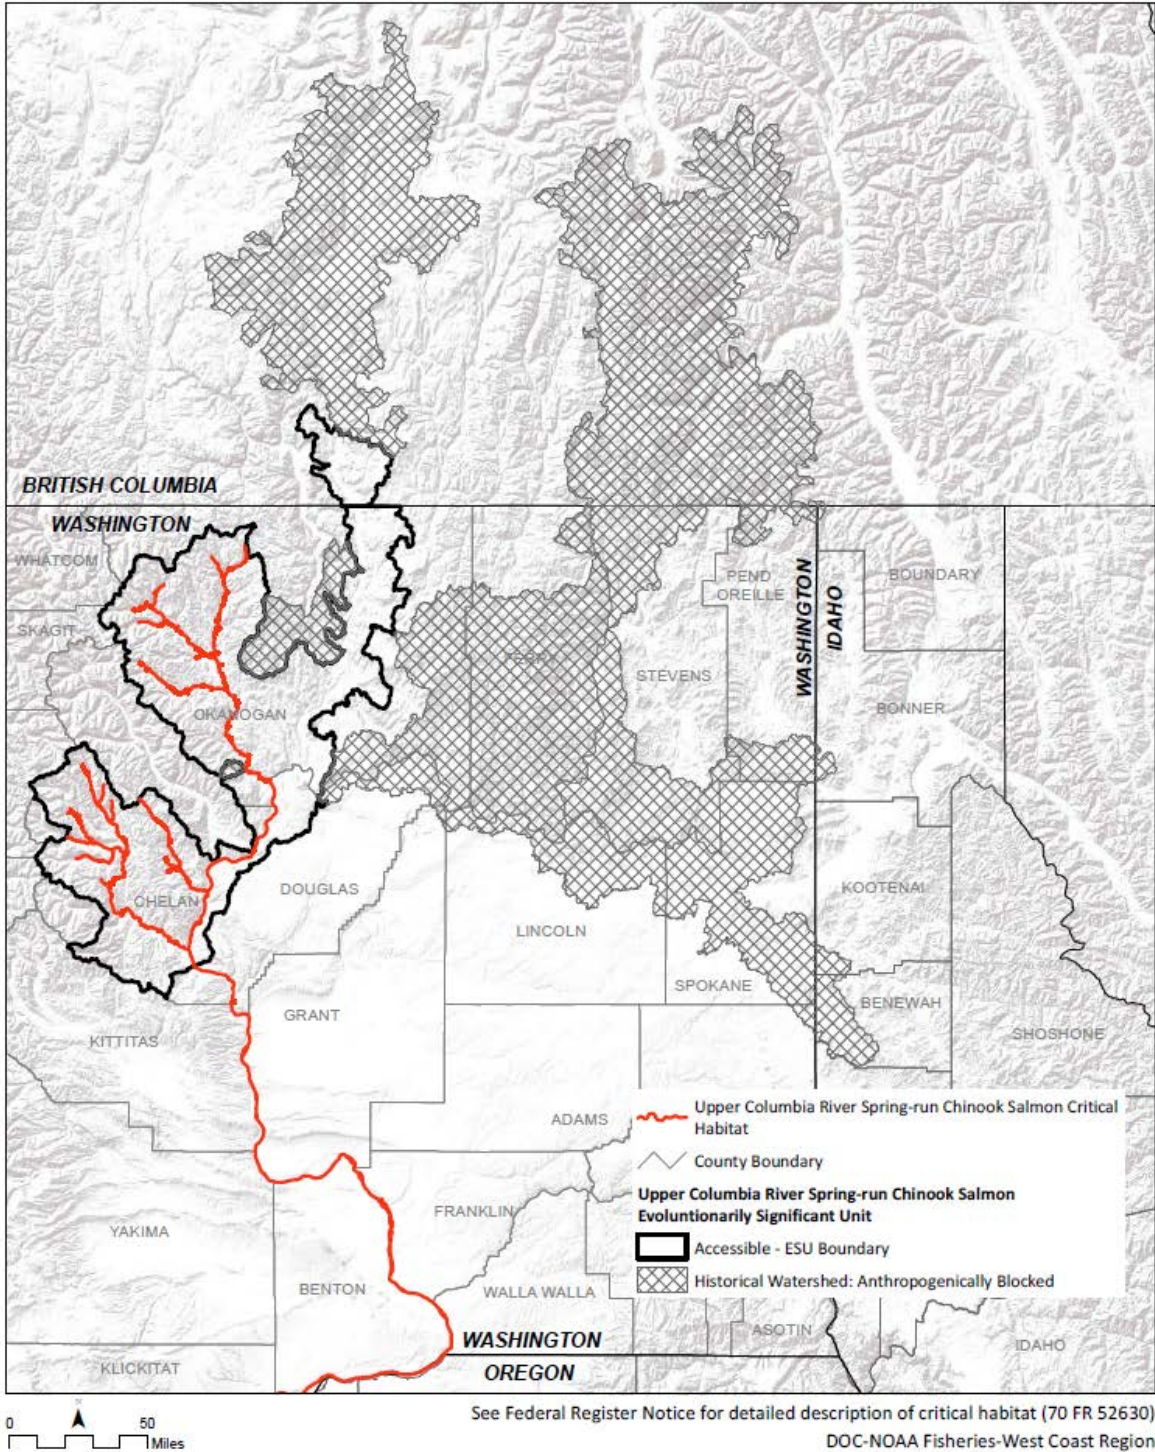 BRITISH COLUMBIA
WASHINGTON
WHATCOM
SKAGIT
PEND
OREILLE
WASHINGTON
IDAHO
BOUNDARY
FERRY
STEVENS
OKANOGAN
BONNER
CHELAN
DOUGLAS
LINCOLN
KOOTENAI
SPOKANE
BENEWAH
GRANT
KITTITAS
SHOSHONE
ADAMS
Upper Columbia River Spring-run Chinook Salmon Critical
Habitat
County Boundary
Upper Columbia River Spring-run Chinook Salmon
Evoluntionarily Significant Unit
Accessible - ESU Boundary
Historical Watershed: Anthropogenically Blocked
YAKIMA
FRANKLIN
BENTON
WALLA WALLA
ASOTIN
IDAHO
WASHINGTON
OREGON
KLICKITAT
N
0 50
Miles
See Federal Register Notice for detailed description of critical habitat (70 FR 52630)
DOC-NOAA Fisheries-West Coast Region